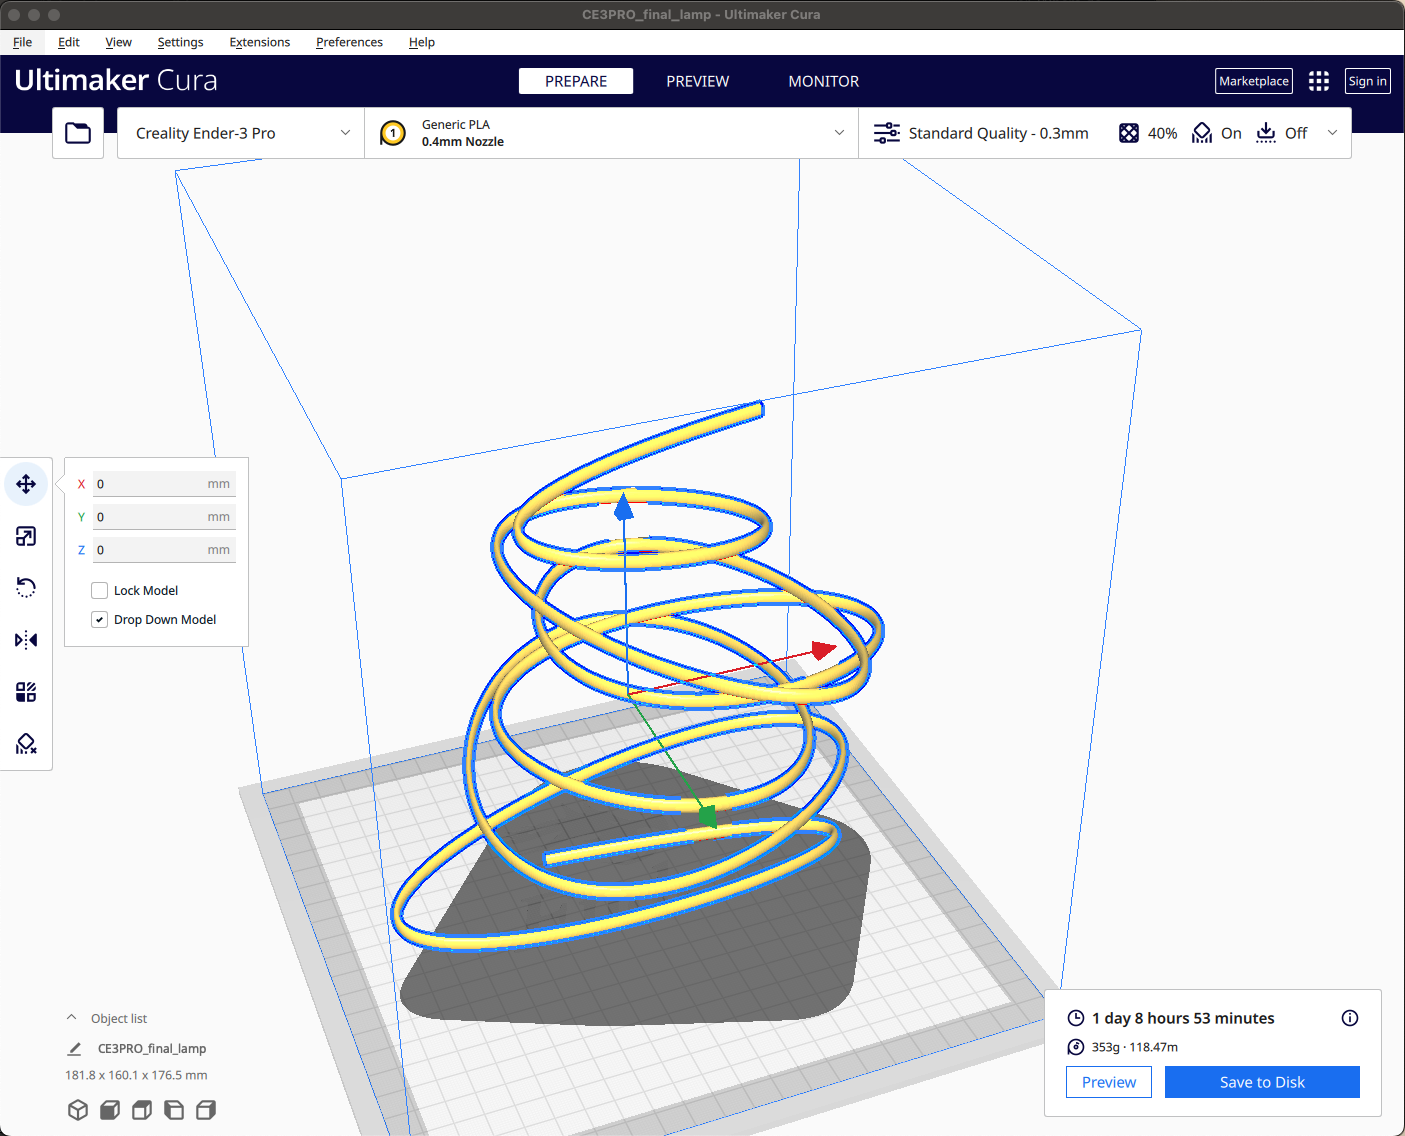 CE3PRO_final_lamp - Ultimaker Cura
File Edit View Settings Extensions Preferences Help
Ultimaker Cura PREPARE PREVIEW MONITOR Marketplace Sign in
Creality Ender-3 Pro
1
Generic PLA
0.4mm Nozzle
Standard Quality - 0.3mm 40% On Off
X 0 mm
Y 0 mm
Z 0 mm
Lock Model
Drop Down Model
Object list
CE3PRO_final_lamp
181.8 x 160.1 x 176.5 mm
1 day 8 hours 53 minutes
353g · 118.47m
Preview Save to Disk